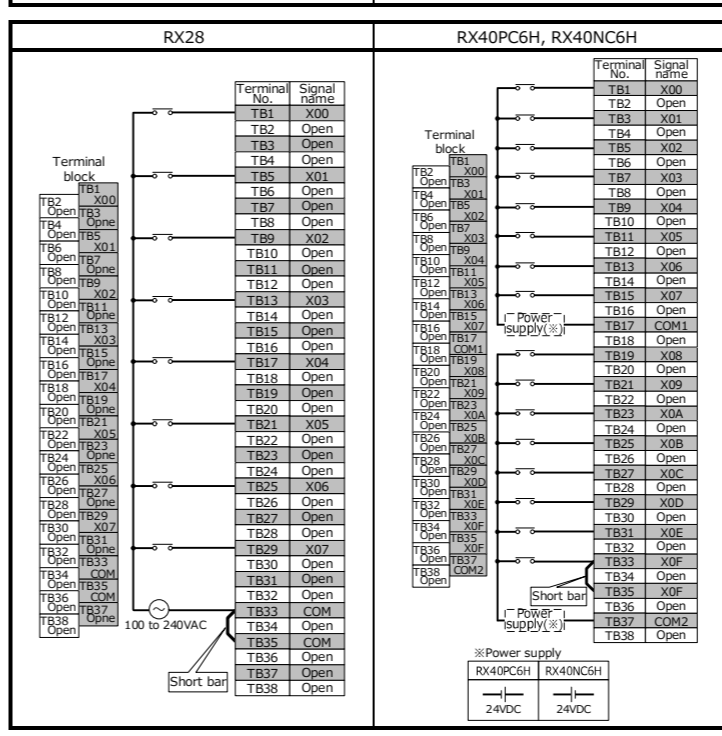 RX28
RX40PC6H, RX40NC6H
Terminal
block
TB1
X00
TB2
Open
TB3
Opne
TB4
Open
TB5
X01
TB6
Open
TB7
Opne
TB8
Open
TB9
X02
TB10
Open
TB11
Opne
TB12
Open
TB13
X03
TB14
Open
TB15
Opne
TB16
Open
TB17
X04
TB18
Open
TB19
Opne
TB20
Open
TB21
X05
TB22
Open
TB23
Opne
TB24
Open
TB25
X06
TB26
Open
TB27
Opne
TB28
Open
TB29
X07
TB30
Open
TB31
Opne
TB32
Open
TB33
COM
TB34
Open
TB35
COM
TB36
Open
TB37
Opne
TB38
Open
Terminal No. Signal name
TB1 X00
TB2 Open
TB3 Open
TB4 Open
TB5 X01
TB6 Open
TB7 Open
TB8 Open
TB9 X02
TB10 Open
TB11 Open
TB12 Open
TB13 X03
TB14 Open
TB15 Open
TB16 Open
TB17 X04
TB18 Open
TB19 Open
TB20 Open
TB21 X05
TB22 Open
TB23 Open
TB24 Open
TB25 X06
TB26 Open
TB27 Open
TB28 Open
TB29 X07
TB30 Open
TB31 Open
TB32 Open
TB33 COM
TB34 Open
TB35 COM
TB36 Open
TB37 Open
TB38 Open
100 to 240VAC
Short bar
Terminal
block
TB1
X00
TB2
Open
TB3
X01
TB4
Open
TB5
X02
TB6
Open
TB7
X03
TB8
Open
TB9
X04
TB10
Open
TB11
X05
TB12
Open
TB13
X06
TB14
Open
TB15
X07
TB16
Open
TB17
COM1
TB18
Open
TB19
X08
TB20
Open
TB21
X09
TB22
Open
TB23
X0A
TB24
Open
TB25
X0B
TB26
Open
TB27
X0C
TB28
Open
TB29
X0D
TB30
Open
TB31
X0E
TB32
Open
TB33
X0F
TB34
Open
TB35
X0F
TB36
Open
TB37
COM2
TB38
Open
Terminal No. Signal name
TB1 X00
TB2 Open
TB3 X01
TB4 Open
TB5 X02
TB6 Open
TB7 X03
TB8 Open
TB9 X04
TB10 Open
TB11 X05
TB12 Open
TB13 X06
TB14 Open
TB15 X07
TB16 Open
TB17 COM1
TB18 Open
TB19 X08
TB20 Open
TB21 X09
TB22 Open
TB23 X0A
TB24 Open
TB25 X0B
TB26 Open
TB27 X0C
TB28 Open
TB29 X0D
TB30 Open
TB31 X0E
TB32 Open
TB33 X0F
TB34 Open
TB35 X0F
TB36 Open
TB37 COM2
TB38 Open
Power
supply(※)
Short bar
Power
supply(※)
※Power supply
RX40PC6H RX40NC6H
24VDC 24VDC